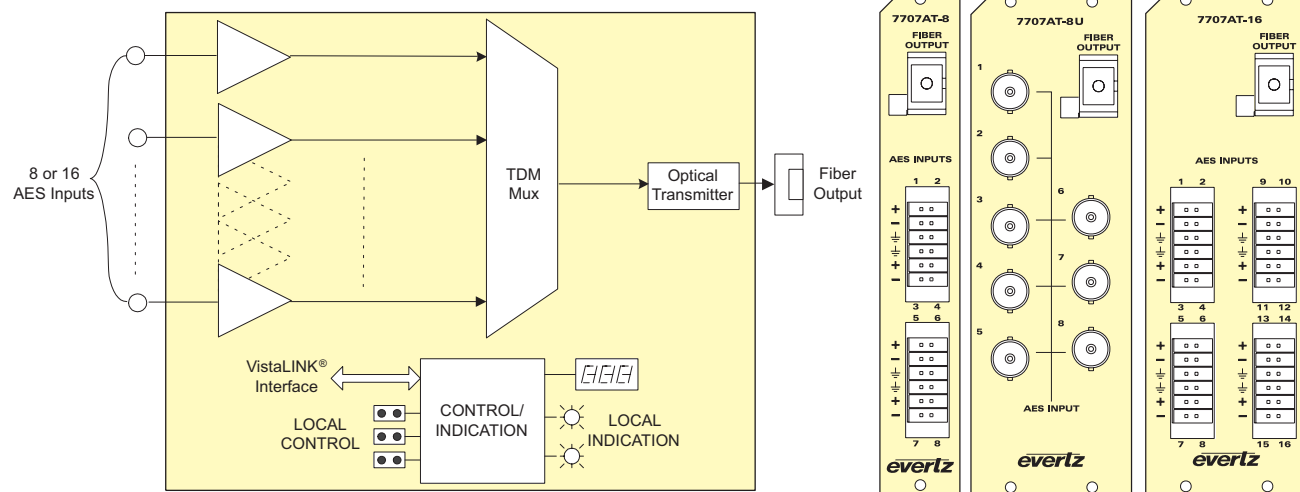 8 or 16
AES Inputs
TDM
Mux
Optical
Transmitter
Fiber
Output
VistaLINK®
Interface
LOCAL
CONTROL
CONTROL/
INDICATION
LOCAL
INDICATION
7707AT-8
FIBER
OUTPUT
AES INPUTS
1 2
+
−
+
−
3 4
5 6
+
−
+
−
7 8
evertz
7707AT-8U
FIBER
OUTPUT
1
2
3
4
5
6
7
8
AES INPUT
evertz
7707AT-16
FIBER
OUTPUT
AES INPUTS
1 2 9 10
+ +
− −
+ +
− −
3 4 11 12
5 6 13 14
+ +
− −
+ +
− −
7 8 15 16
evertz